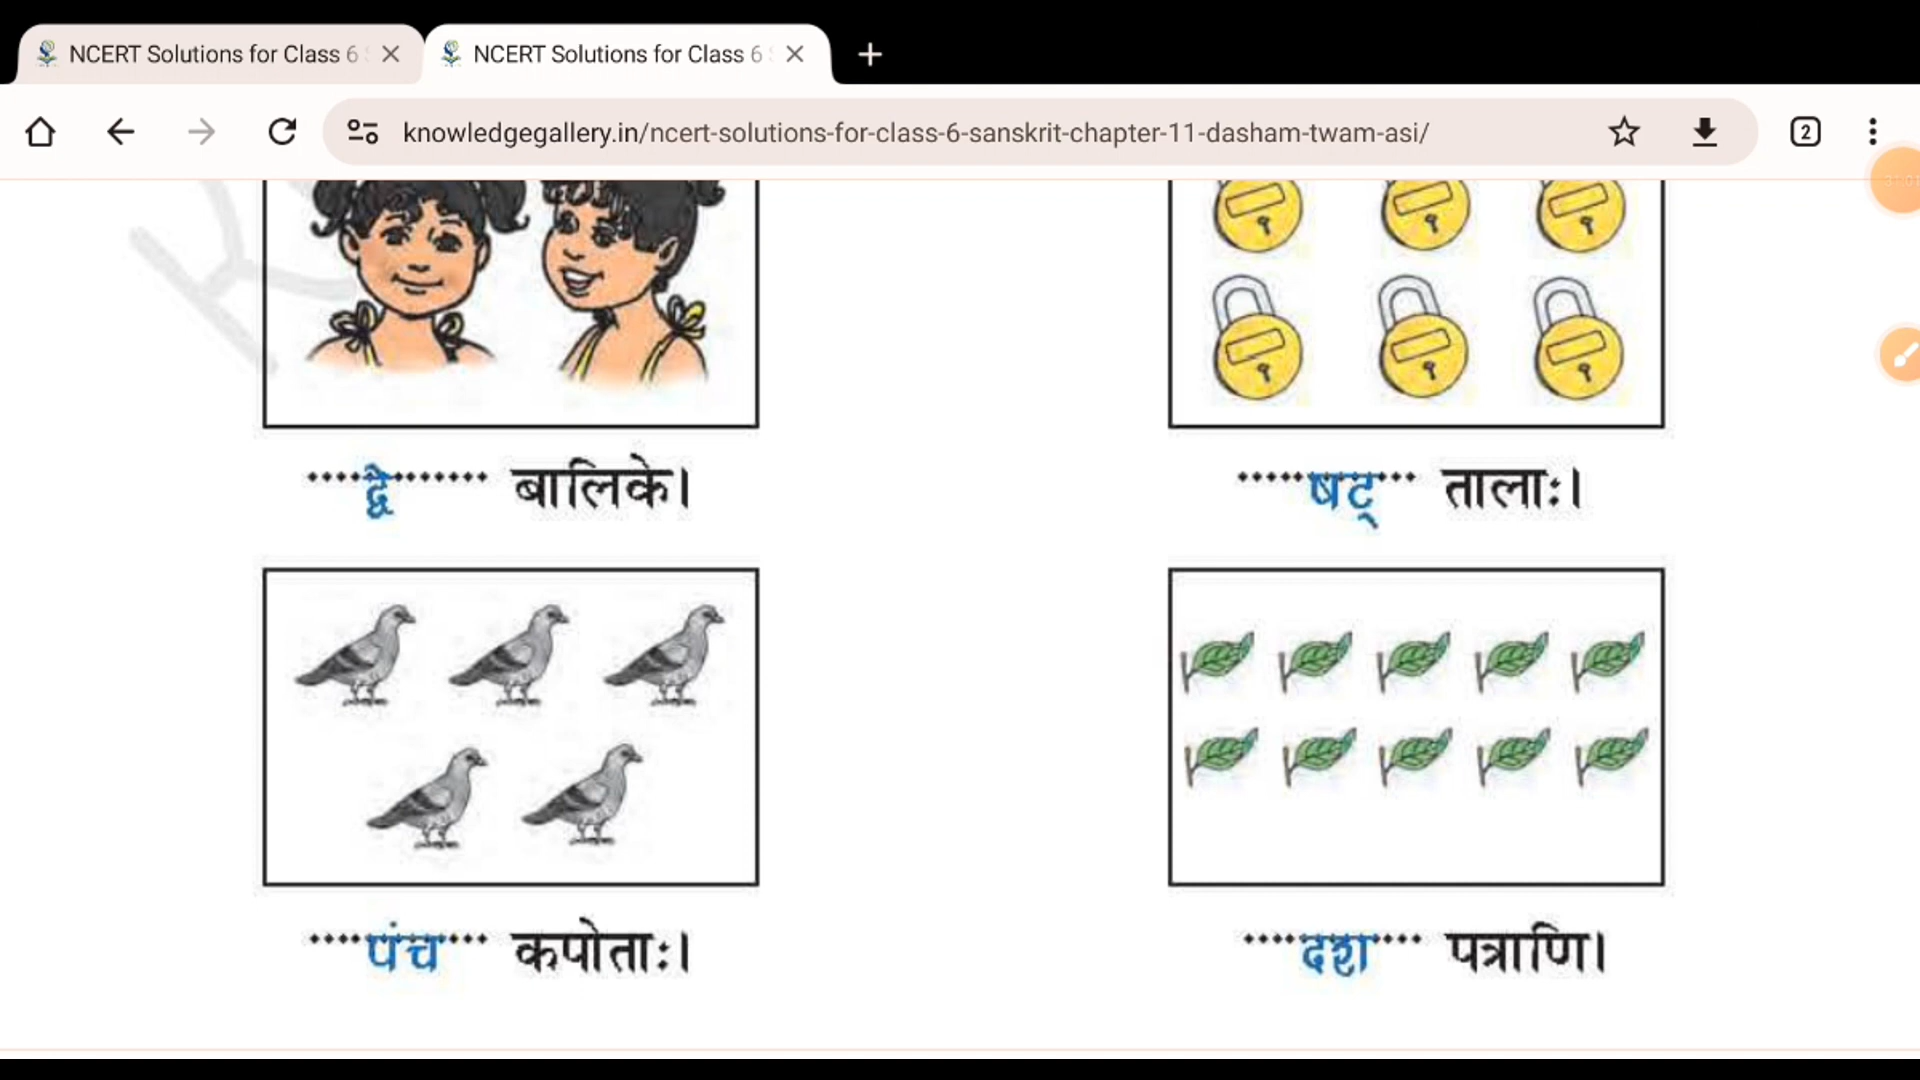 NCERT Solutions for Class 6
NCERT Solutions for Class 6
knowledgegallery.in/ncert-solutions-for-class-6-sanskrit-chapter-11-dasham-twam-asi/
2
द्वे बालिके।
षट् तालाः।
पंच कपोताः।
दश पत्राणि।